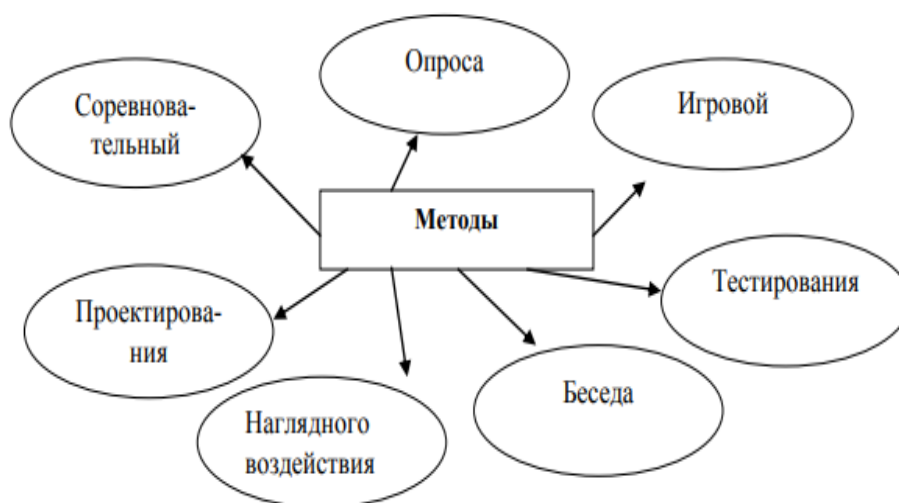 Опроса
Соревнова-
тельный
Игровой
Методы
Тестирования
Проектирова-
ния
Беседа
Наглядного
воздействия